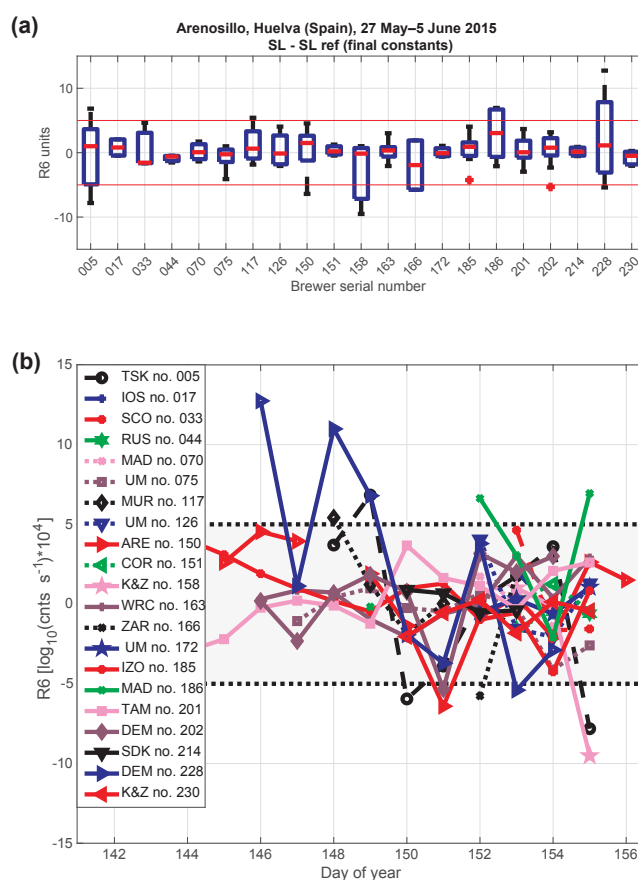 (a)
Arenosillo, Huelva (Spain), 27 May–5 June 2015
SL - SL ref (final constants)
R6 units
10
0
-10
005 017 033 044 070 075 117 126 150 151 158 163 166 172 185 186 201 202 214 228 230
Brewer serial number
(b)
R6 [log10(cnts s-1)*104)
15
10
5
0
-5
-10
-15
TSK no. 005
IOS no. 017
SCO no. 033
RUS no. 044
MAD no. 070
UM no. 075
MUR no. 117
UM no. 126
ARE no. 150
COR no. 151
K&Z no. 158
WRC no. 163
ZAR no. 166
UM no. 172
IZO no. 185
MAD no. 186
TAM no. 201
DEM no. 202
SDK no. 214
DEM no. 228
K&Z no. 230
142 144 146 148 150 152 154 156
Day of year